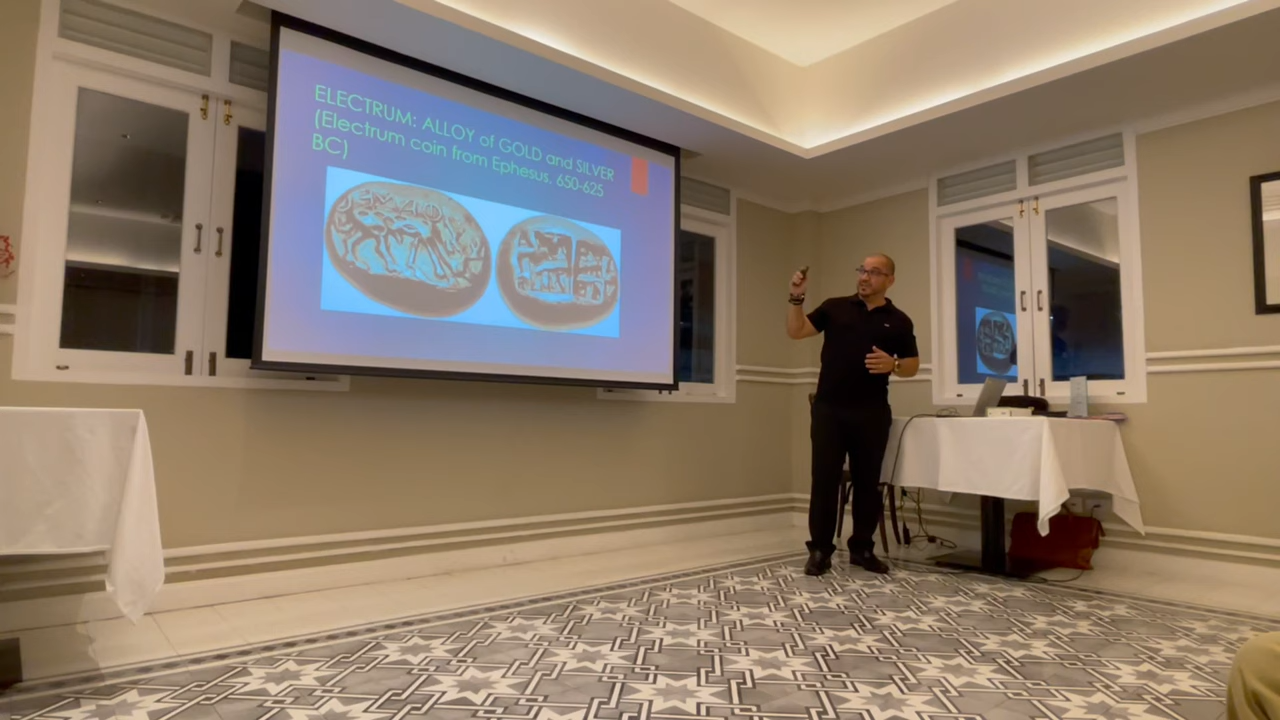 ELECTRUM: ALLOY of GOLD and SILVER
(Electrum coin from Ephesus, 650-625
BC)